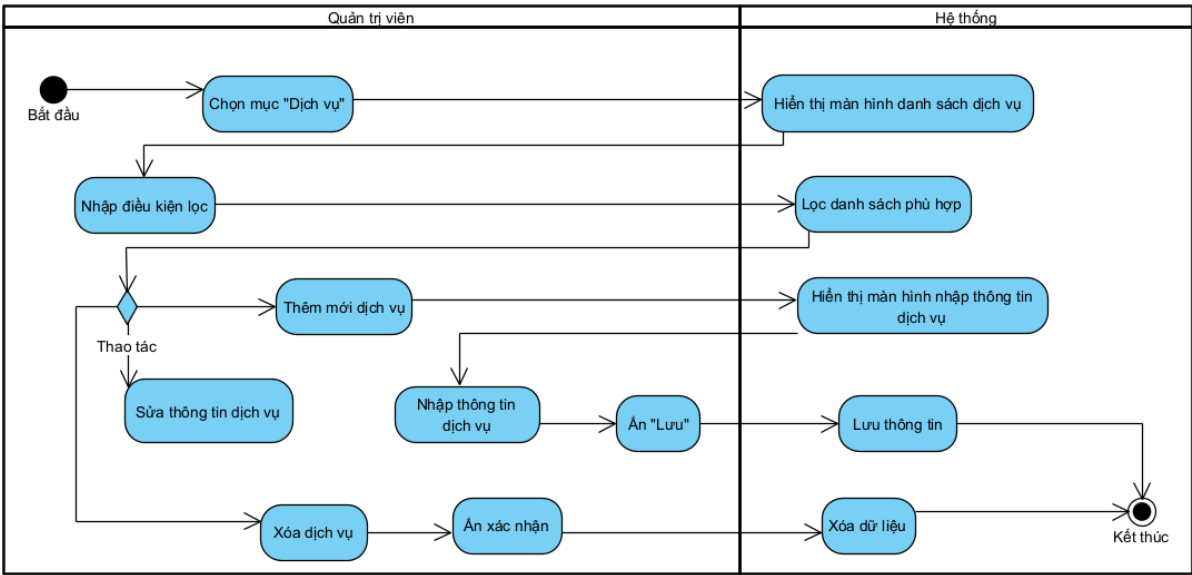 Quản trị viên
Hệ thống
Bắt đầu
Chọn mục "Dịch vụ"
Hiển thị màn hình danh sách dịch vụ
Nhập điều kiện lọc
Lọc danh sách phù hợp
Thao tác
Thêm mới dịch vụ
Hiển thị màn hình nhập thông tin
dịch vụ
Sửa thông tin dịch vụ
Nhập thông tin
dịch vụ
Ấn "Lưu"
Lưu thông tin
Xóa dịch vụ
Ấn xác nhận
Xóa dữ liệu
Kết thúc